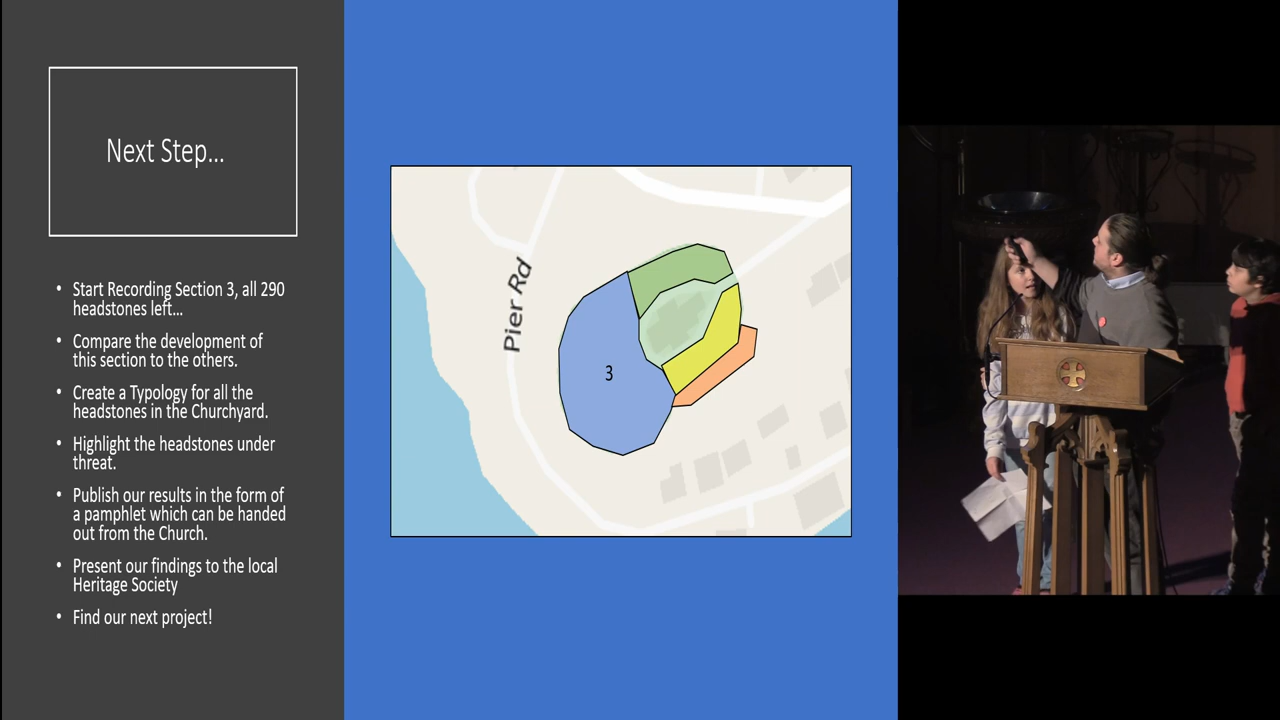 Next Step...
• Start Recording Section 3, all 290
headstones left...
• Compare the development of
this section to the others.
• Create a Typology for all the
headstones in the Churchyard.
• Highlight the headstones under
threat.
• Publish our results in the form of
a pamphlet which can be handed
out from the Church.
• Present our findings to the local
Heritage Society
• Find our next project!
Pier Rd
3